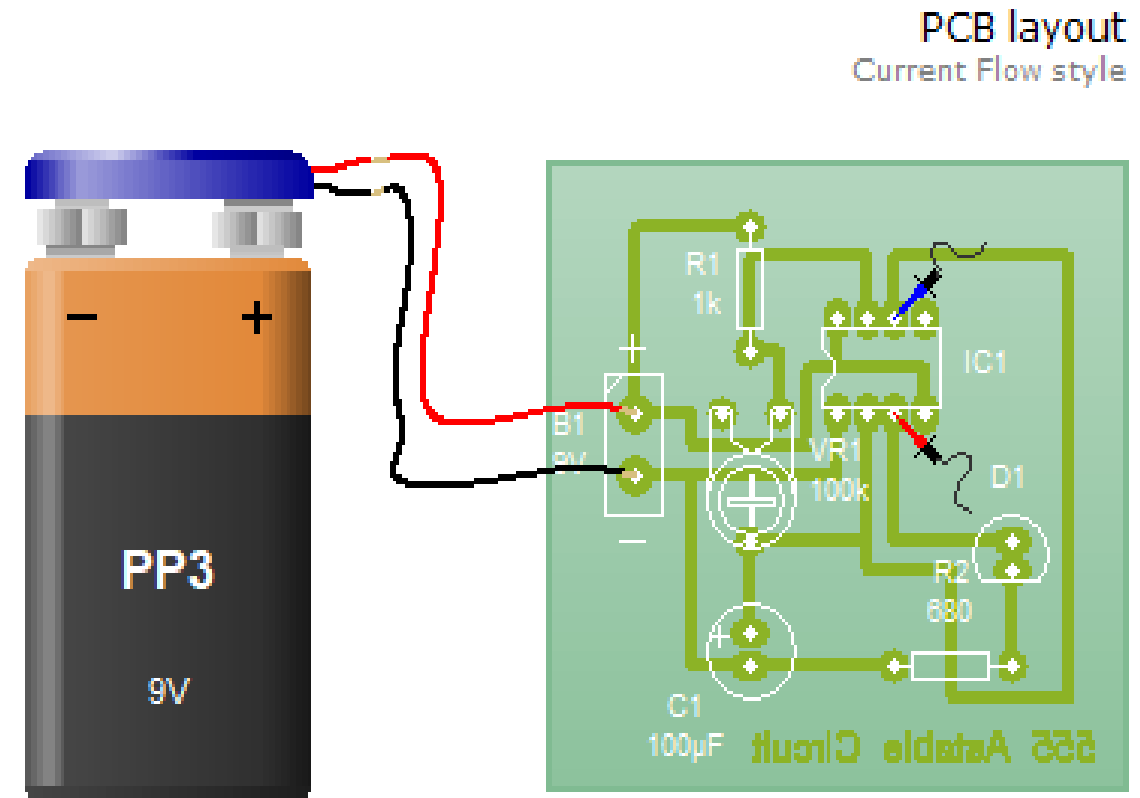 PCB layout
Current Flow style
R1
1k
IC1
B1
9V
VR1
100k
D1
R2
680
C1
100µF
555 Astable Circuit
PP3
9V
− +
+
−
+